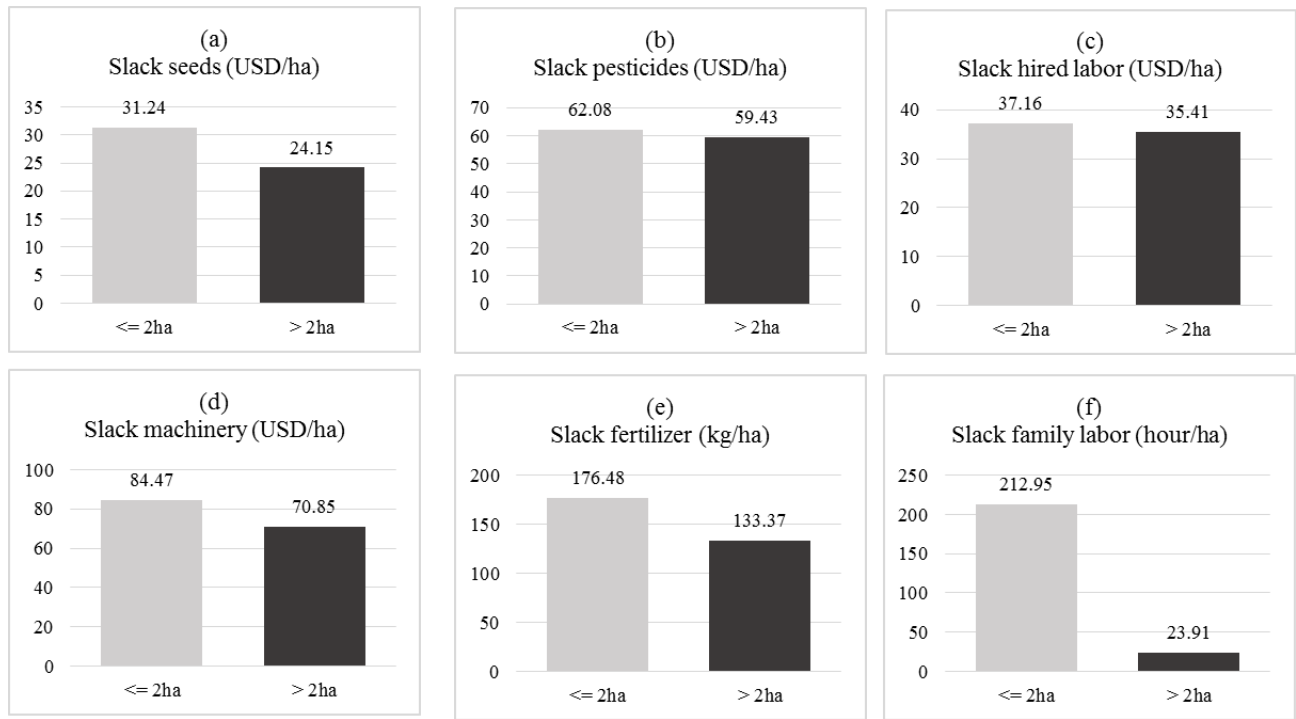 (a)
Slack seeds (USD/ha)
35
30
25
20
15
10
5
0
31.24
24.15
<= 2ha
> 2ha
(b)
Slack pesticides (USD/ha)
70
60
50
40
30
20
10
0
62.08
59.43
<= 2ha
> 2ha
(c)
Slack hired labor (USD/ha)
40
30
20
10
0
37.16
35.41
<= 2ha
> 2ha
(d)
Slack machinery (USD/ha)
100
80
60
40
20
0
84.47
70.85
<= 2ha
> 2ha
(e)
Slack fertilizer (kg/ha)
200
150
100
50
0
176.48
133.37
<= 2ha
> 2ha
(f)
Slack family labor (hour/ha)
250
200
150
100
50
0
212.95
23.91
<= 2ha
> 2ha